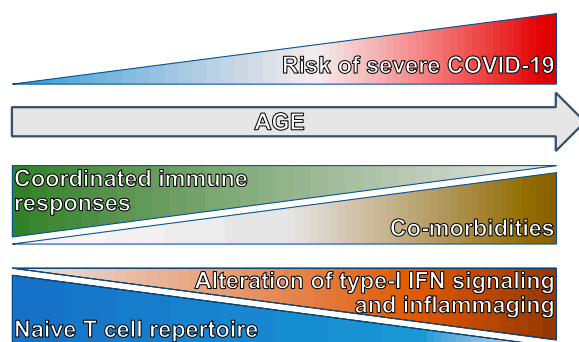 Risk of severe COVID-19
AGE
Coordinated immune
responses
Co-morbidities
Alteration of type-I IFN signaling
and inflammaging
Naive T cell repertoire